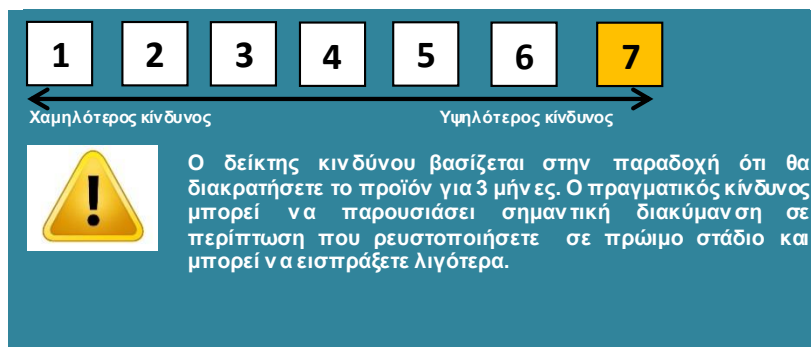 1 2 3 4 5 6 7
Χαμηλότερος κίνδυνος Υψηλότερος κίνδυνος
Ο δείκτης κινδύνου βασίζεται στην παραδοχή ότι θα
διακρατήσετε το προϊόν για 3 μήνες. Ο πραγματικός κίνδυνος
μπορεί να παρουσιάσει σημαντική διακύμανση σε
περίπτωση που ρευστοποιήσετε σε πρώιμο στάδιο και
μπορεί να εισπράξετε λιγότερα.